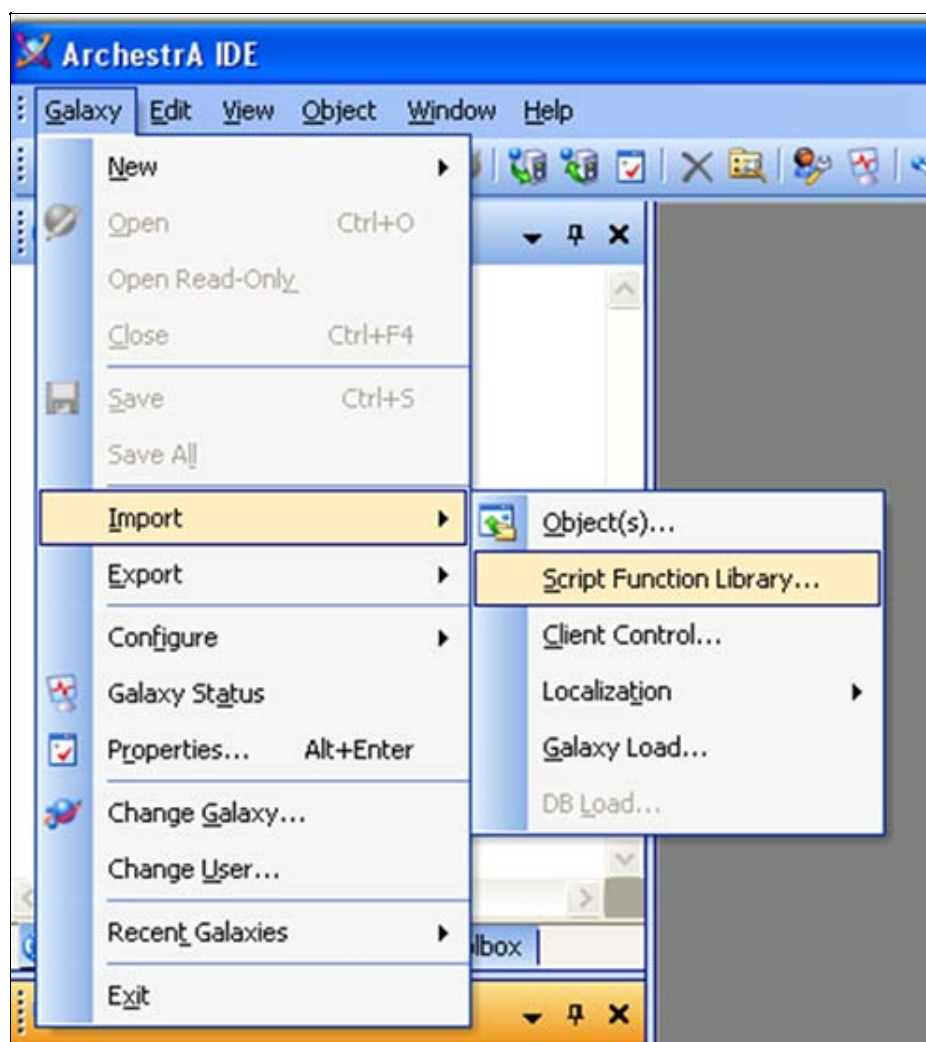 ArchestrA IDE
Galaxy Edit View Object Window Help
New
Open Ctrl+O
Open Read-Only
Close Ctrl+F4
Save Ctrl+S
Save All
Import
Object(s)...
Export
Script Function Library...
Configure
Client Control...
Galaxy Status
Localization
Properties... Alt+Enter
Galaxy Load...
Change Galaxy...
DB Load...
Change User...
Recent Galaxies
Exit